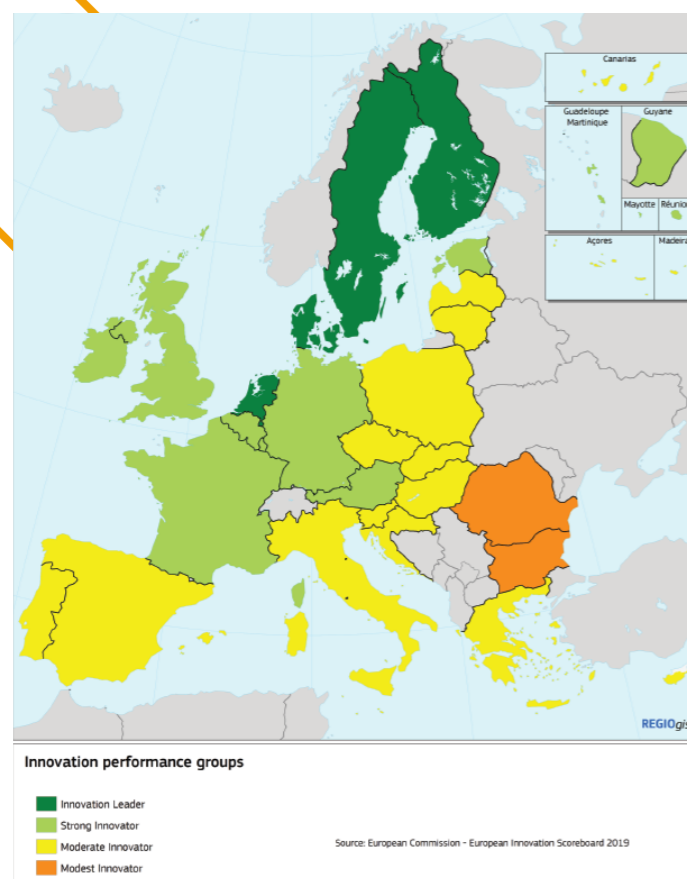 Canarias
Guadeloupe
Martinique
Guyane
Mayotte
Réunion
Açores
Madeira
REGIOgis
Innovation performance groups
Innovation Leader
Strong Innovator
Moderate Innovator
Modest Innovator
Source: European Commission - European Innovation Scoreboard 2019